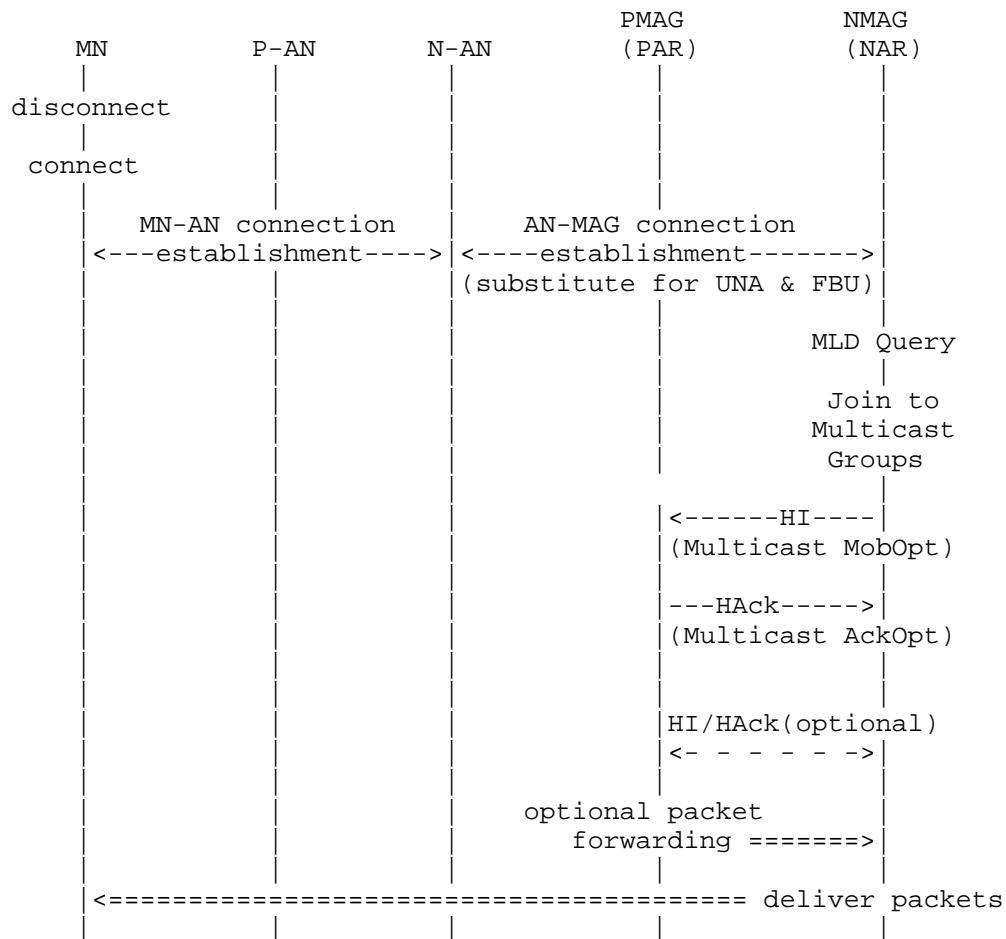 PMAG NMAG
MN P-AN N-AN (PAR) (NAR)
disconnect
connect
MN-AN connection AN-MAG connection
<---establishment----> <----establishment------->
(substitute for UNA & FBU)
MLD Query
Join to
Multicast
Groups
<------HI----
(Multicast MobOpt)
---HAck----->
(Multicast AckOpt)
HI/HAck(optional)
<- - - - - ->
optional packet
forwarding =======>
<======================================= deliver packets